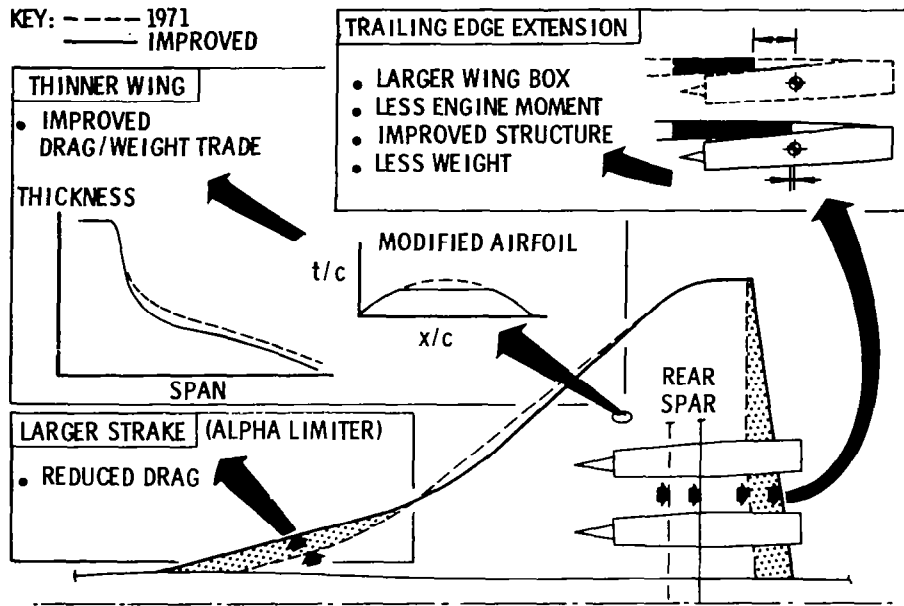 KEY: ---- 1971
—— IMPROVED
THINNER WING
• IMPROVED
DRAG/WEIGHT TRADE
THICKNESS
SPAN
TRAILING EDGE EXTENSION
• LARGER WING BOX
• LESS ENGINE MOMENT
• IMPROVED STRUCTURE
• LESS WEIGHT
MODIFIED AIRFOIL
t/c
x/c
REAR
SPAR
LARGER STRAKE (ALPHA LIMITER)
• REDUCED DRAG